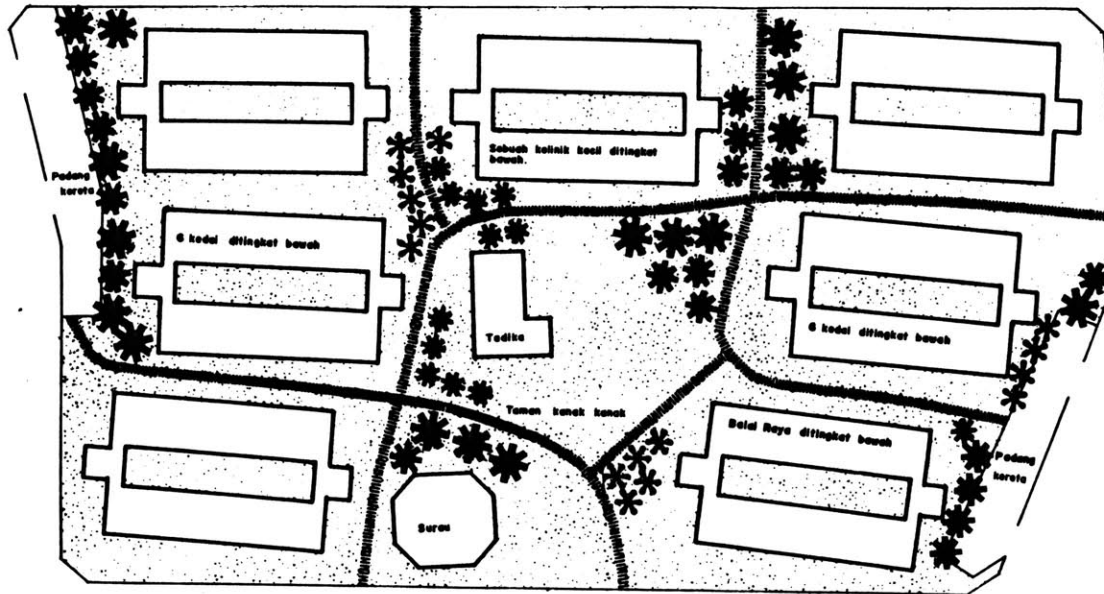 Sebuah kelinik kecil ditingkat
bawah.
Padang
kereta
6 kedai ditingkat bawah
Tadika
6 kedai ditingkat bawah
Taman kanak kanak
Balai Raya ditingkat bawah
Padang
kereta
Surau